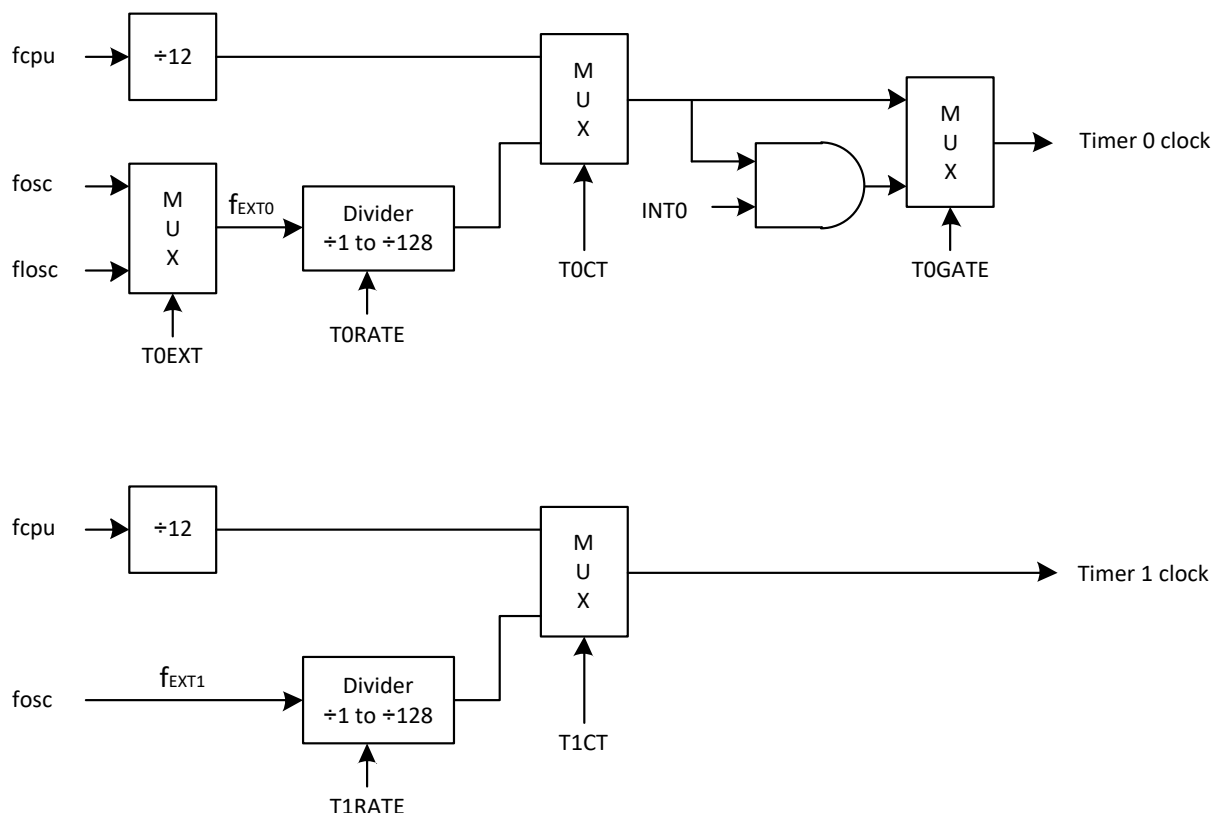 fcpu
÷12
M
U
X
M
U
X
Timer 0 clock
fosc
M
U
X
fEXT0
Divider
÷1 to ÷128
INT0
flosc
T0CT
T0GATE
T0RATE
T0EXT
fcpu
÷12
M
U
X
Timer 1 clock
fosc
fEXT1
Divider
÷1 to ÷128
T1CT
T1RATE